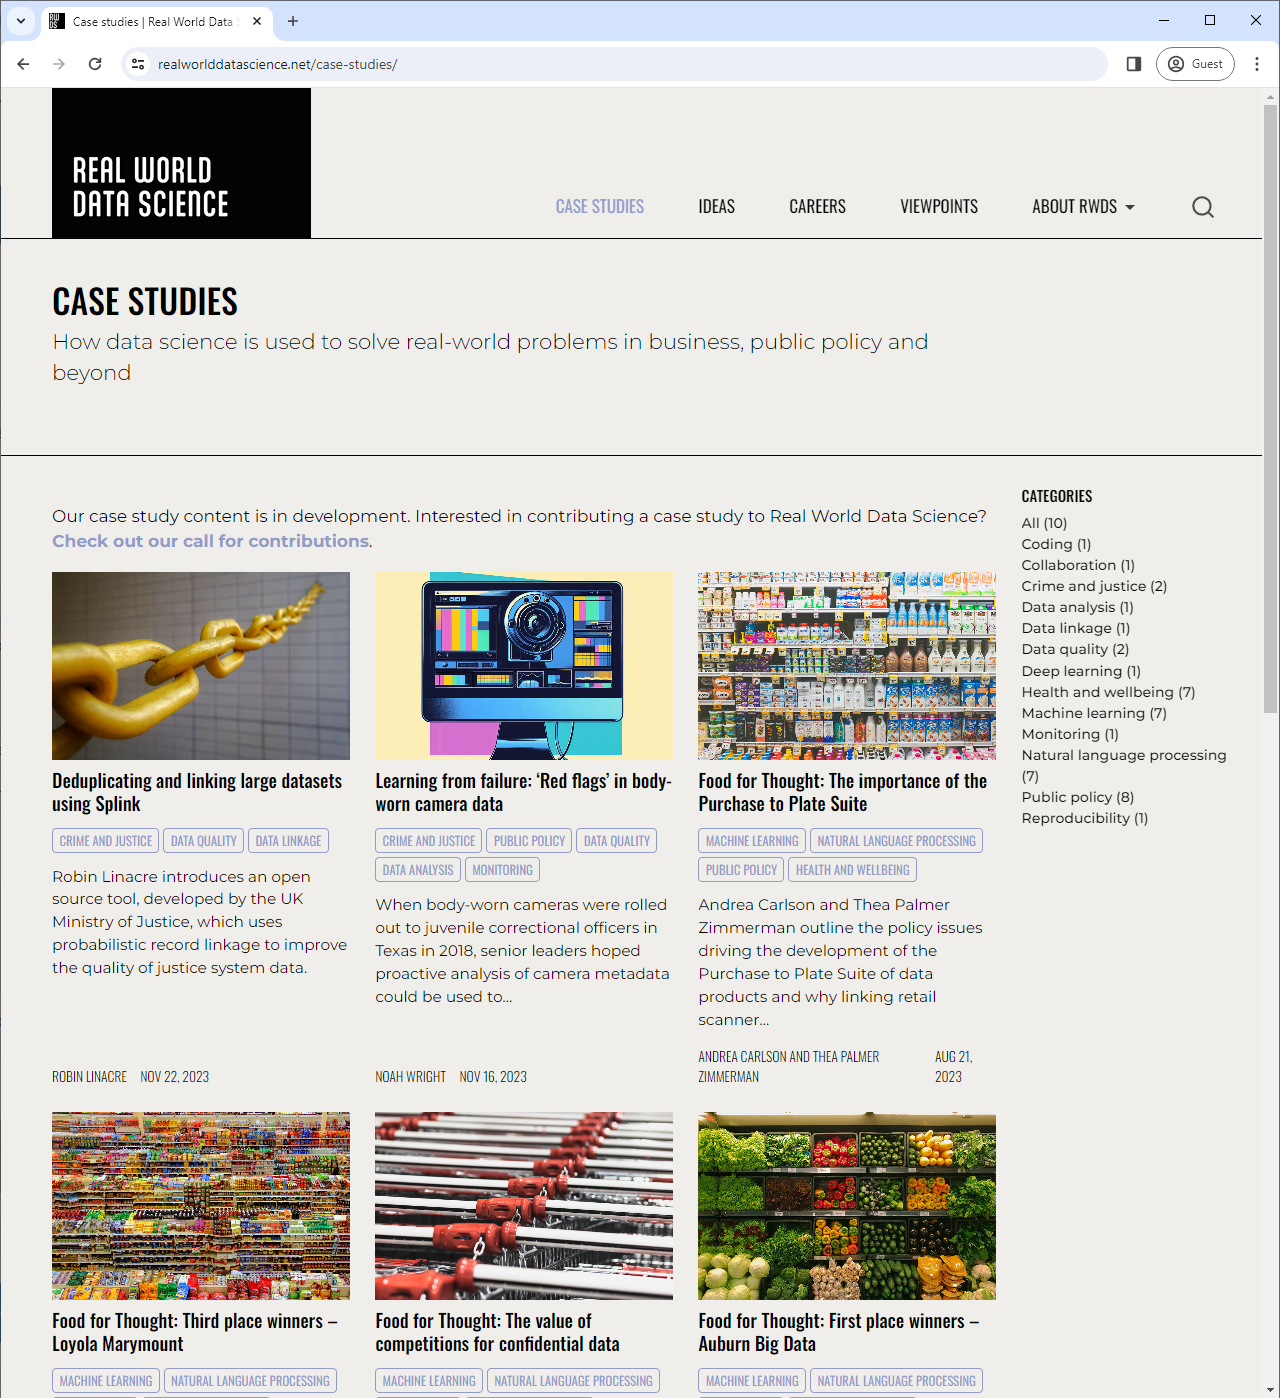 Case studies | Real World Data
realworlddatascience.net/case-studies/
Guest
REAL WORLD
DATA SCIENCE
CASE STUDIES
IDEAS
CAREERS
VIEWPOINTS
ABOUT RWDS
CASE STUDIES
How data science is used to solve real-world problems in business, public policy and
beyond
Our case study content is in development. Interested in contributing a case study to Real World Data Science?
Check out our call for contributions.
Deduplicating and linking large datasets
using Splink
CRIME AND JUSTICE
DATA QUALITY
DATA LINKAGE
Robin Linacre introduces an open
source tool, developed by the UK
Ministry of Justice, which uses
probabilistic record linkage to improve
the quality of justice system data.
ROBIN LINACRE
NOV 22, 2023
Learning from failure: ‘Red flags’ in body-
worn camera data
CRIME AND JUSTICE
PUBLIC POLICY
DATA QUALITY
DATA ANALYSIS
MONITORING
When body-worn cameras were rolled
out to juvenile correctional officers in
Texas in 2018, senior leaders hoped
proactive analysis of camera metadata
could be used to…
NOAH WRIGHT
NOV 16, 2023
Food for Thought: The importance of the
Purchase to Plate Suite
MACHINE LEARNING
NATURAL LANGUAGE PROCESSING
PUBLIC POLICY
HEALTH AND WELLBEING
Andrea Carlson and Thea Palmer
Zimmerman outline the policy issues
driving the development of the
Purchase to Plate Suite of data
products and why linking retail
scanner…
ANDREA CARLSON AND THEA PALMER
ZIMMERMAN
AUG 21,
2023
Food for Thought: Third place winners –
Loyola Marymount
MACHINE LEARNING
NATURAL LANGUAGE PROCESSING
Food for Thought: The value of
competitions for confidential data
MACHINE LEARNING
NATURAL LANGUAGE PROCESSING
Food for Thought: First place winners –
Auburn Big Data
MACHINE LEARNING
NATURAL LANGUAGE PROCESSING
CATEGORIES
All (10)
Coding (1)
Collaboration (1)
Crime and justice (2)
Data analysis (1)
Data linkage (1)
Data quality (2)
Deep learning (1)
Health and wellbeing (7)
Machine learning (7)
Monitoring (1)
Natural language processing
(7)
Public policy (8)
Reproducibility (1)